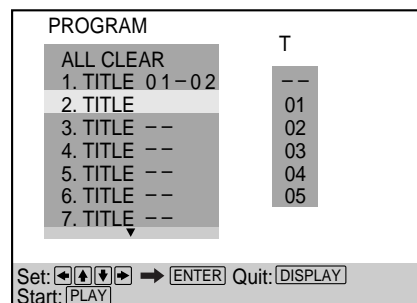 PROGRAM
T
ALL CLEAR
1. TITLE 01–02
– –
2. TITLE
01
3. TITLE – –
02
4. TITLE – –
03
5. TITLE – –
04
6. TITLE – –
05
7. TITLE – –
Set: ENTER Quit: DISPLAY
Start: PLAY